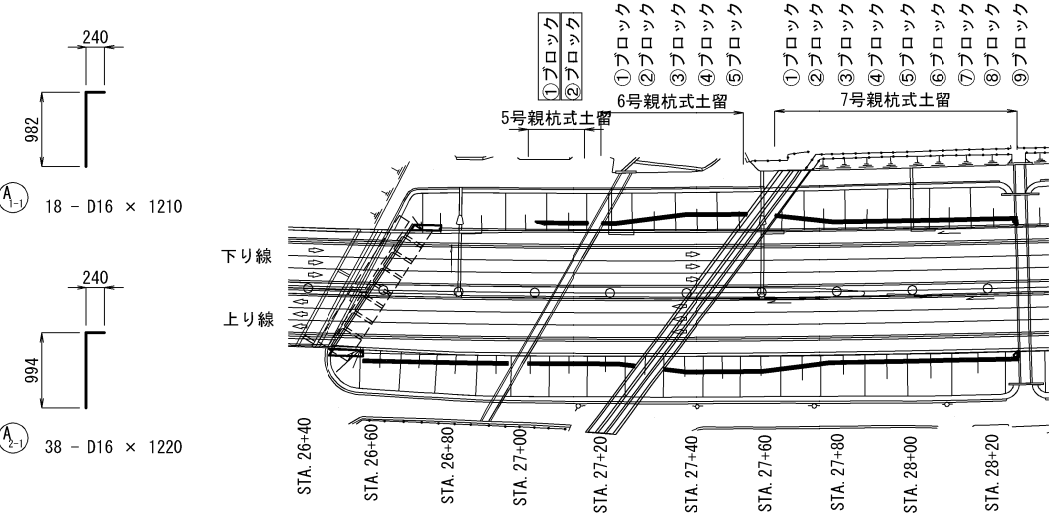 240
982
A1-1
18 - D16 × 1210
240
994
A2-1
38 - D16 × 1220
①ブロック
②ブロック
①ブロック
②ブロック
③ブロック
④ブロック
⑤ブロック
①ブロック
②ブロック
③ブロック
④ブロック
⑤ブロック
⑥ブロック
⑦ブロック
⑧ブロック
⑨ブロック
5号親杭式土留
6号親杭式土留
7号親杭式土留
下り線
上り線
STA. 26+40
STA. 26+60
STA. 26+80
STA. 27+00
STA. 27+20
STA. 27+40
STA. 27+60
STA. 27+80
STA. 28+00
STA. 28+20